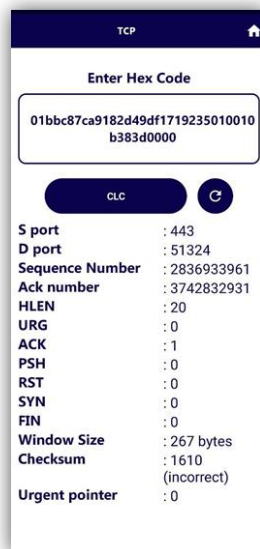 TCP
Enter Hex Code
01bbc87ca9182d49df1719235010010
b383d0000
CLC
S port : 443
D port : 51324
Sequence Number : 2836933961
Ack number : 3742832931
HLEN : 20
URG : 0
ACK : 1
PSH : 0
RST : 0
SYN : 0
FIN : 0
Window Size : 267 bytes
Checksum : 1610
(incorrect)
Urgent pointer : 0